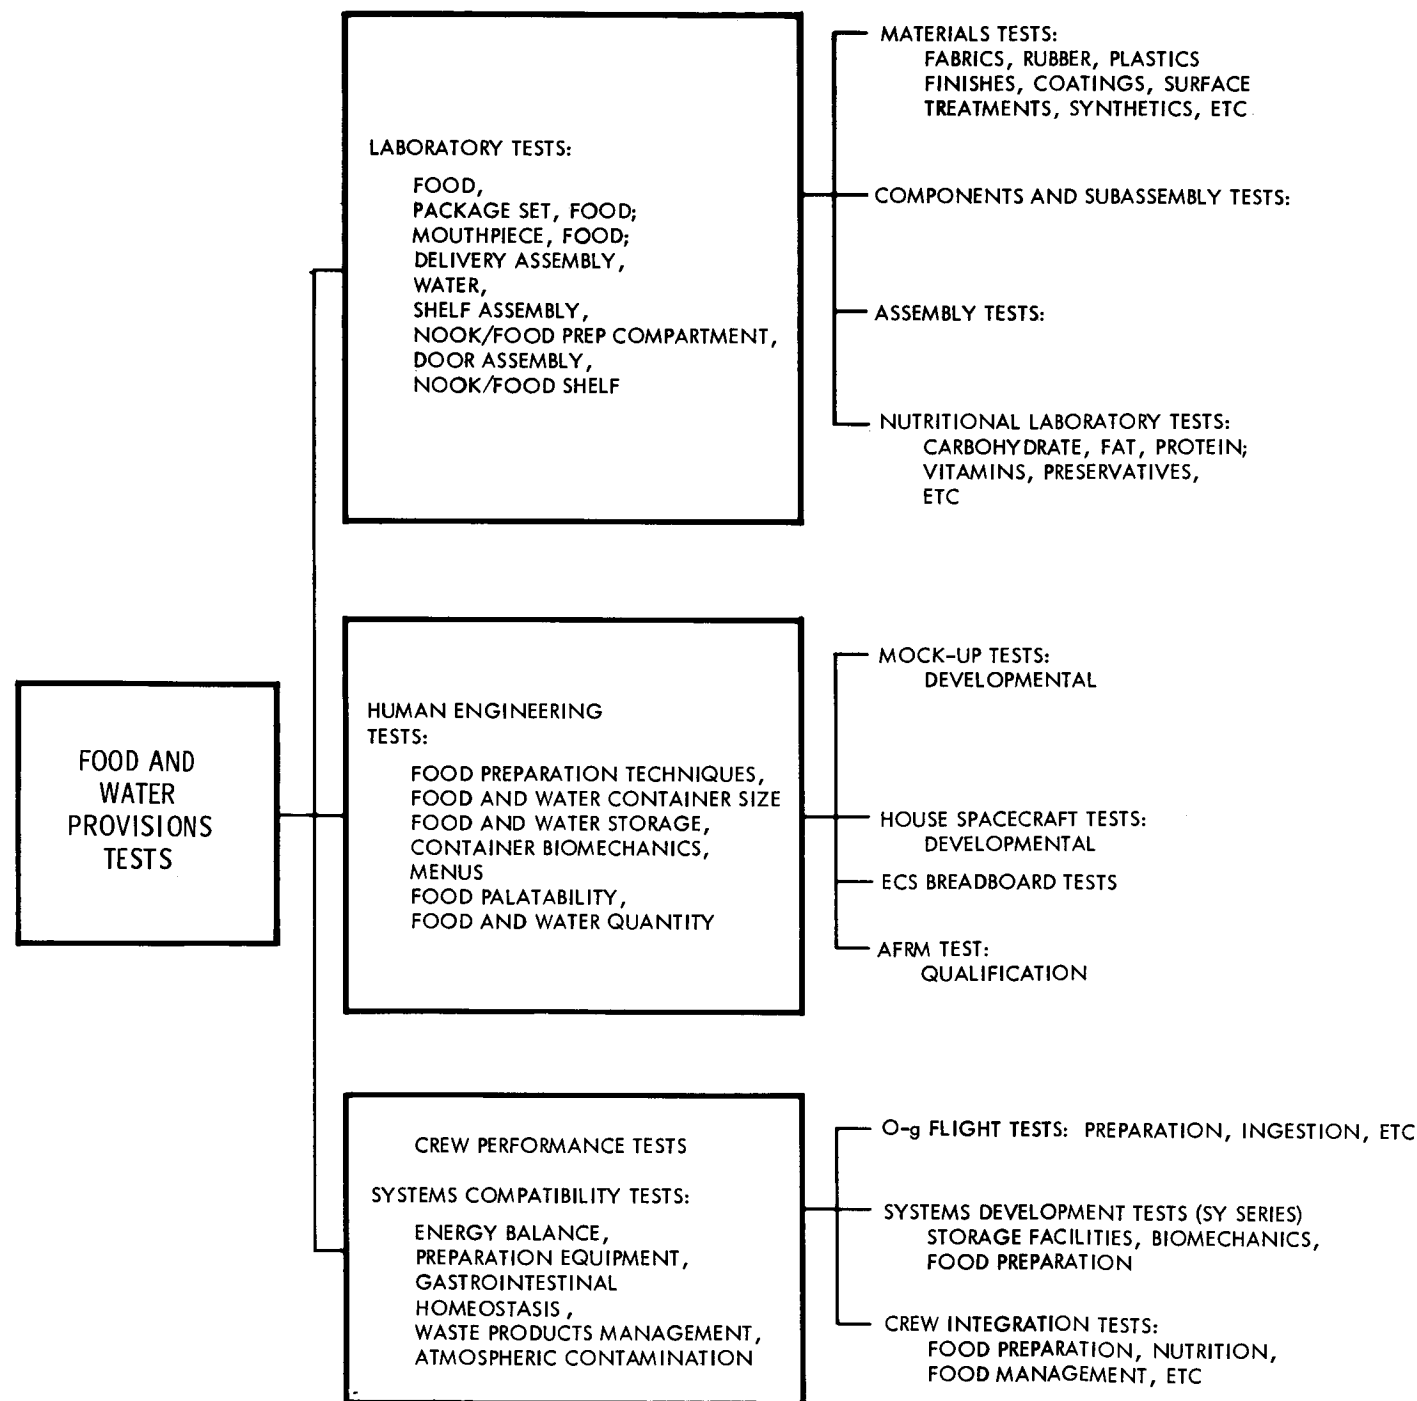 FOOD AND
WATER
PROVISIONS
TESTS
LABORATORY TESTS:
FOOD,
PACKAGE SET, FOOD;
MOUTHPIECE, FOOD;
DELIVERY ASSEMBLY,
WATER,
SHELF ASSEMBLY,
NOOK/FOOD PREP COMPARTMENT,
DOOR ASSEMBLY,
NOOK/FOOD SHELF
MATERIALS TESTS:
FABRICS, RUBBER, PLASTICS
FINISHES, COATINGS, SURFACE
TREATMENTS, SYNTHETICS, ETC
COMPONENTS AND SUBASSEMBLY TESTS:
ASSEMBLY TESTS:
NUTRITIONAL LABORATORY TESTS:
CARBOHYDRATE, FAT, PROTEIN;
VITAMINS, PRESERVATIVES,
ETC
HUMAN ENGINEERING
TESTS:
FOOD PREPARATION TECHNIQUES,
FOOD AND WATER CONTAINER SIZE
FOOD AND WATER STORAGE,
CONTAINER BIOMECHANICS,
MENUS
FOOD PALATABILITY,
FOOD AND WATER QUANTITY
MOCK-UP TESTS:
DEVELOPMENTAL
HOUSE SPACECRAFT TESTS:
DEVELOPMENTAL
ECS BREADBOARD TESTS
AFRM TEST:
QUALIFICATION
CREW PERFORMANCE TESTS
SYSTEMS COMPATIBILITY TESTS:
ENERGY BALANCE,
PREPARATION EQUIPMENT,
GASTROINTESTINAL
HOMEOSTASIS,
WASTE PRODUCTS MANAGEMENT,
ATMOSPHERIC CONTAMINATION
O-g FLIGHT TESTS: PREPARATION, INGESTION, ETC
SYSTEMS DEVELOPMENT TESTS (SY SERIES)
STORAGE FACILITIES, BIOMECHANICS,
FOOD PREPARATION
CREW INTEGRATION TESTS:
FOOD PREPARATION, NUTRITION,
FOOD MANAGEMENT, ETC